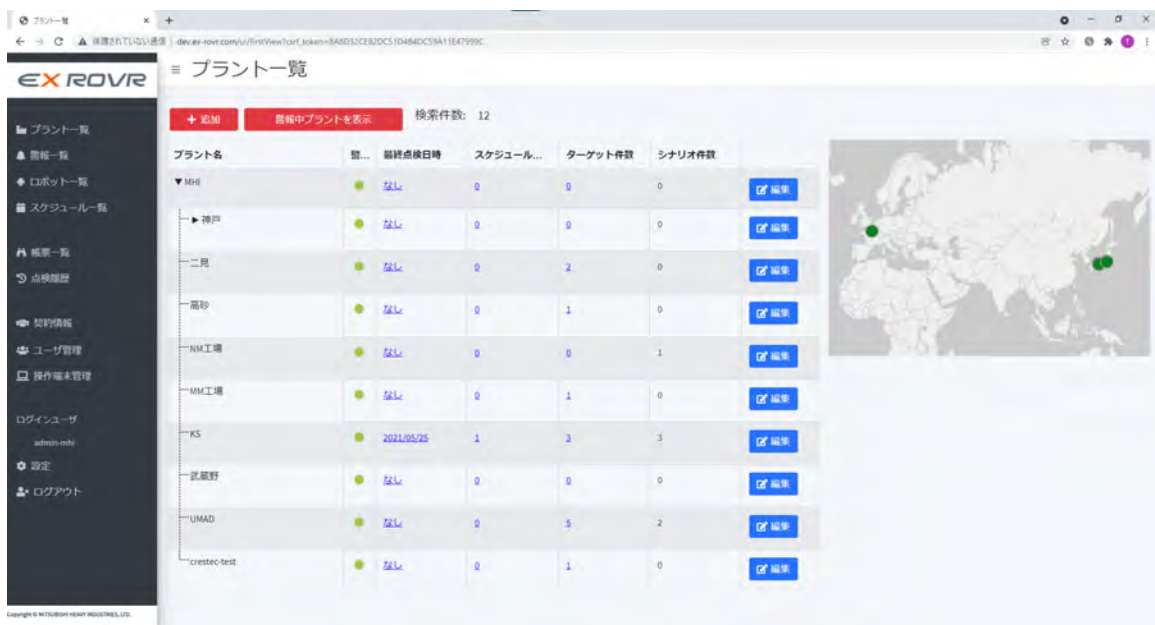 プラント一覧
保護されていない通信 | dev.ex-rovr.com/ui/firstView?csrf_token=8A8D32CE82DC51D4B4DC59A11E47999C
EX ROVR
プラント一覧
プラント一覧
警報一覧
ロボット一覧
スケジュール一覧
帳票一覧
点検履歴
契約情報
ユーザ管理
操作端末管理
ログインユーザ
admin-mhi
設定
ログアウト
Copyright © MITSUBISHI HEAVY INDUSTRIES, LTD.
+ 追加 警報中プラントを表示 検索件数: 12
プラント名 警... 最終点検日時 スケジュール... ターゲット件数 シナリオ件数
▼MHI なし 0 0 0 編集
▶神戸 なし 0 0 0 編集
二見 なし 0 2 0 編集
高砂 なし 0 1 0 編集
NM工場 なし 0 0 1 編集
MM工場 なし 0 1 0 編集
KS 2021/05/25 1 3 3 編集
武蔵野 なし 0 0 0 編集
UMAD なし 0 5 2 編集
crestec-test なし 0 1 0 編集